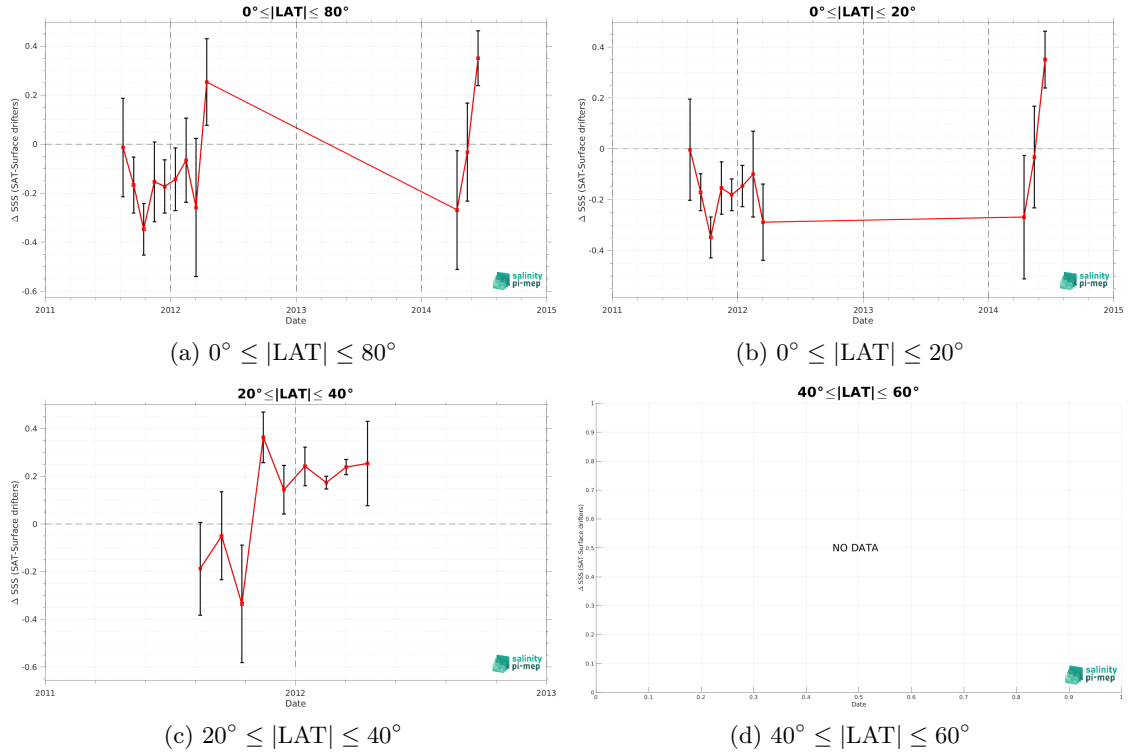 0°≤|LAT|≤ 80°
Δ SSS (SAT-Surface drifters)
0.4
0.2
0
-0.2
-0.4
-0.6
2011
2012
2013
2014
2015
Date
salinity
pi-mep
(a) 0° ≤ |LAT| ≤ 80°
0°≤|LAT|≤ 20°
Δ SSS (SAT-Surface drifters)
0.4
0.2
0
-0.2
-0.4
2011
2012
2013
2014
2015
Date
salinity
pi-mep
(b) 0° ≤ |LAT| ≤ 20°
20°≤|LAT|≤ 40°
Δ SSS (SAT-Surface drifters)
0.4
0.2
0
-0.2
-0.4
-0.6
2011
2012
2013
Date
salinity
pi-mep
(c) 20° ≤ |LAT| ≤ 40°
40°≤|LAT|≤ 60°
Δ SSS (SAT-Surface drifters)
1
0.9
0.8
0.7
0.6
0.5
0.4
0.3
0.2
0.1
0
NO DATA
0
0.1
0.2
0.3
0.4
0.5
0.6
0.7
0.8
0.9
1
Date
salinity
pi-mep
(d) 40° ≤ |LAT| ≤ 60°